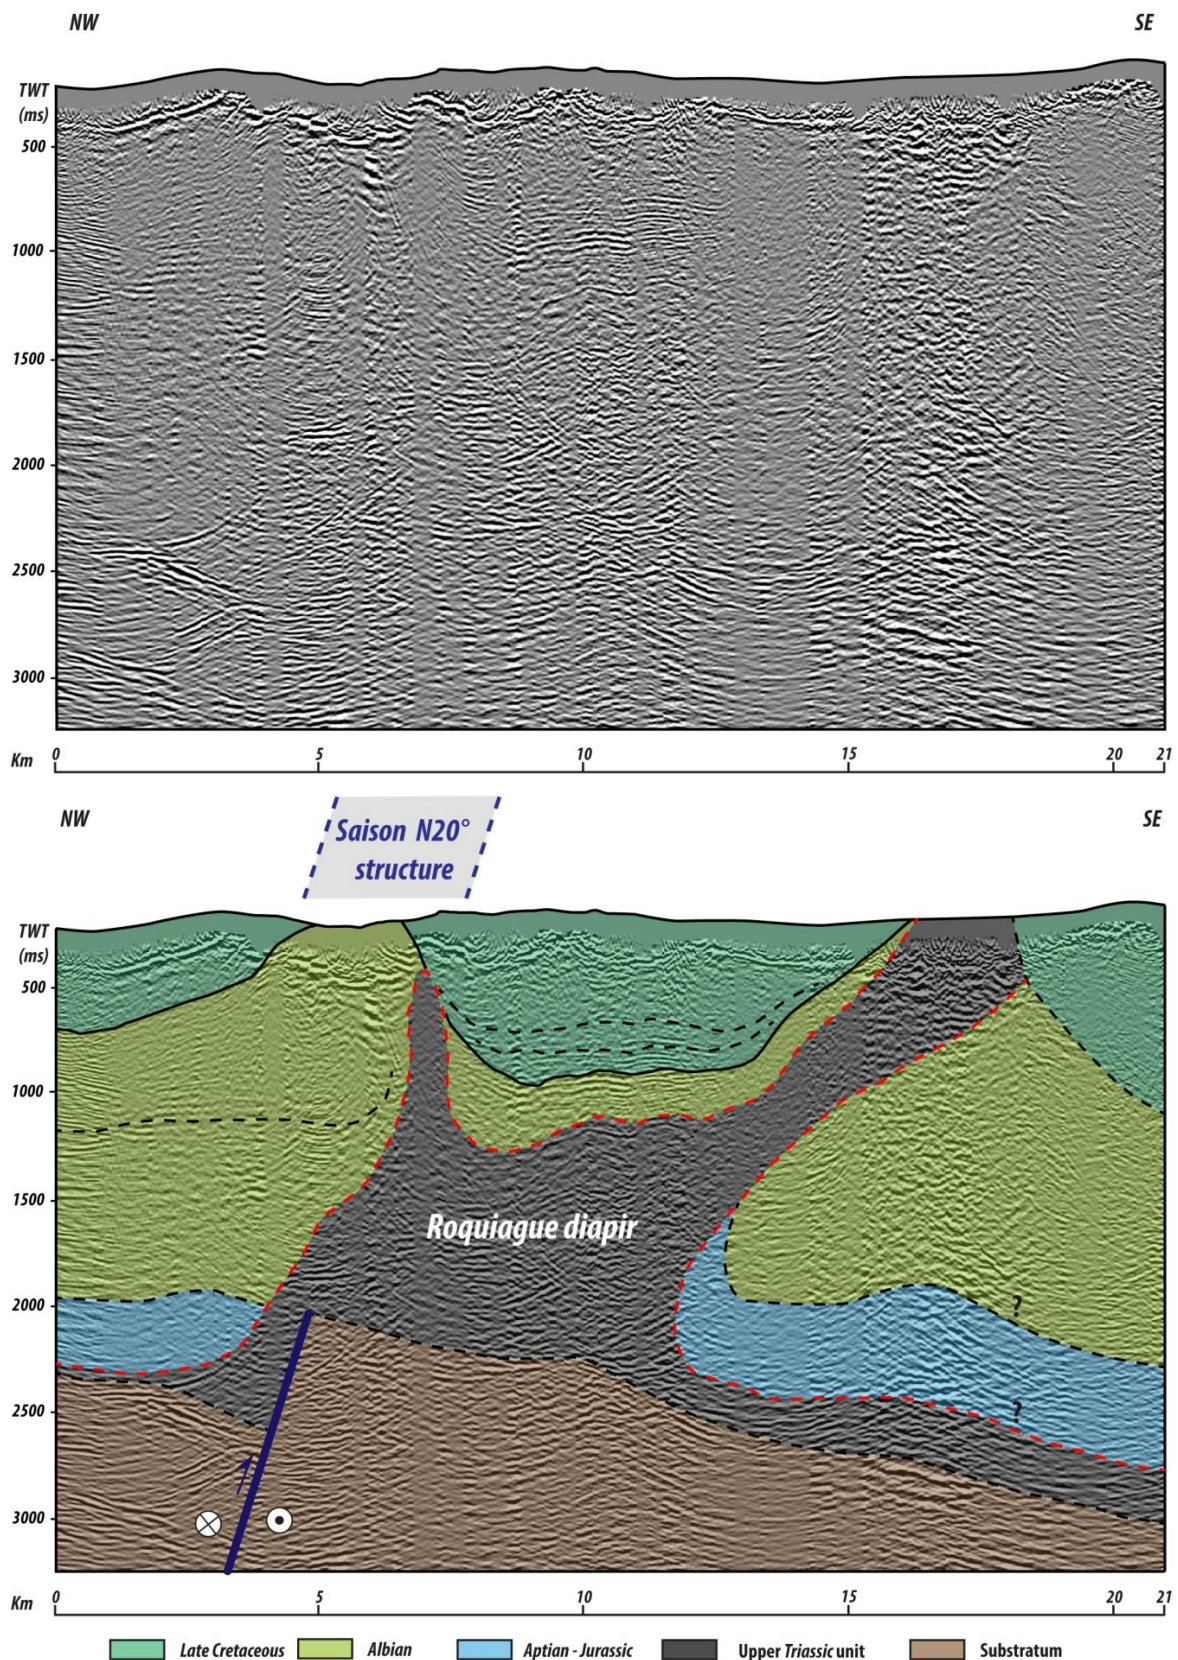 NW
SE
TWT
(ms)
500
1000
1500
2000
2500
3000
Km
0
5
10
15
20
21
NW
SE
Saison N20°
structure
TWT
(ms)
500
1000
1500
2000
2500
3000
Roquiague diapir
?
?
Km
0
5
10
15
20
21
Late Cretaceous
Albian
Aptian - Jurassic
Upper Triassic unit
Substratum